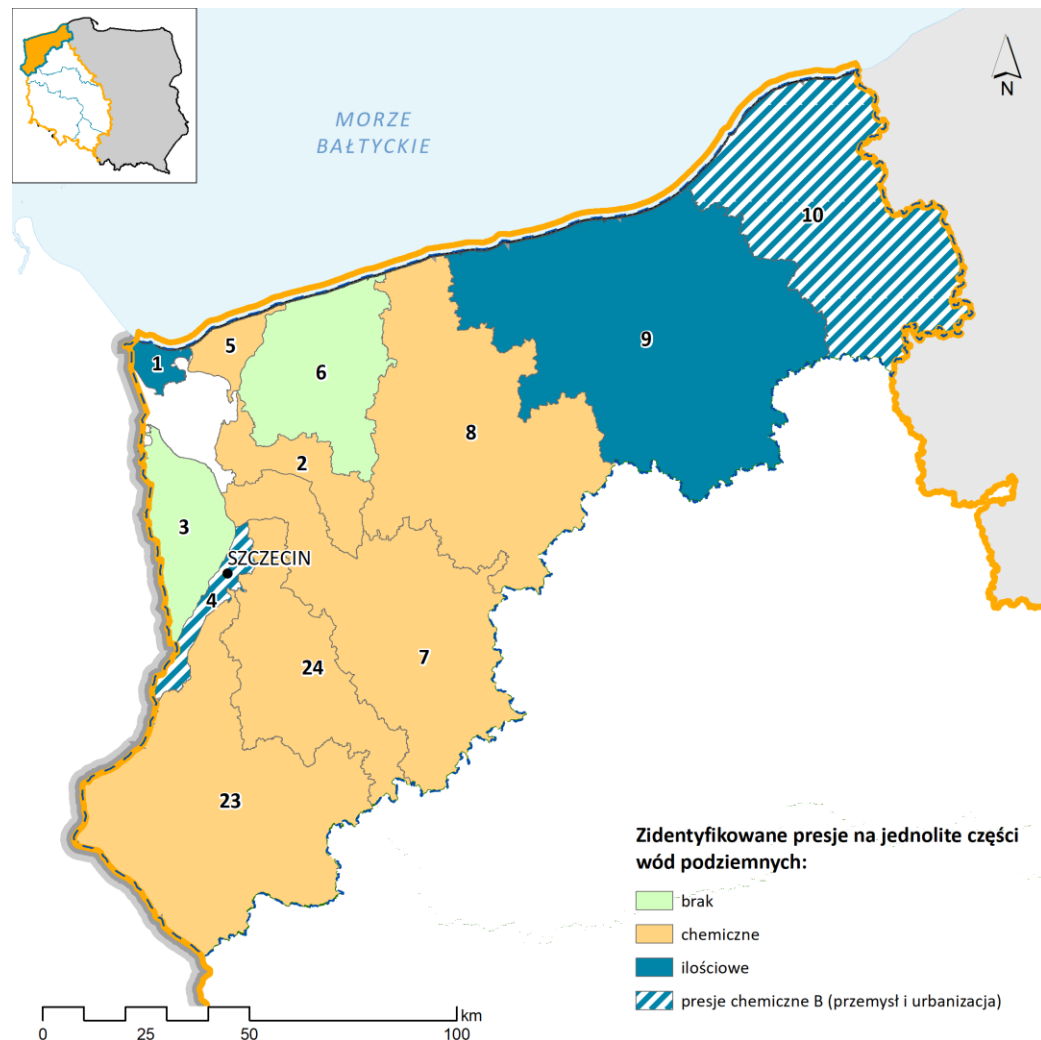 N
MORZE
BAŁTYCKIE
10
9
5
1
6
8
2
3
SZCZECIN
4
24
7
23
Zidentyfikowane presje na jednolite części
wód podziemnych:
brak
chemiczne
ilościowe
presje chemiczne B (przemysł i urbanizacja)
km
0 25 50 100